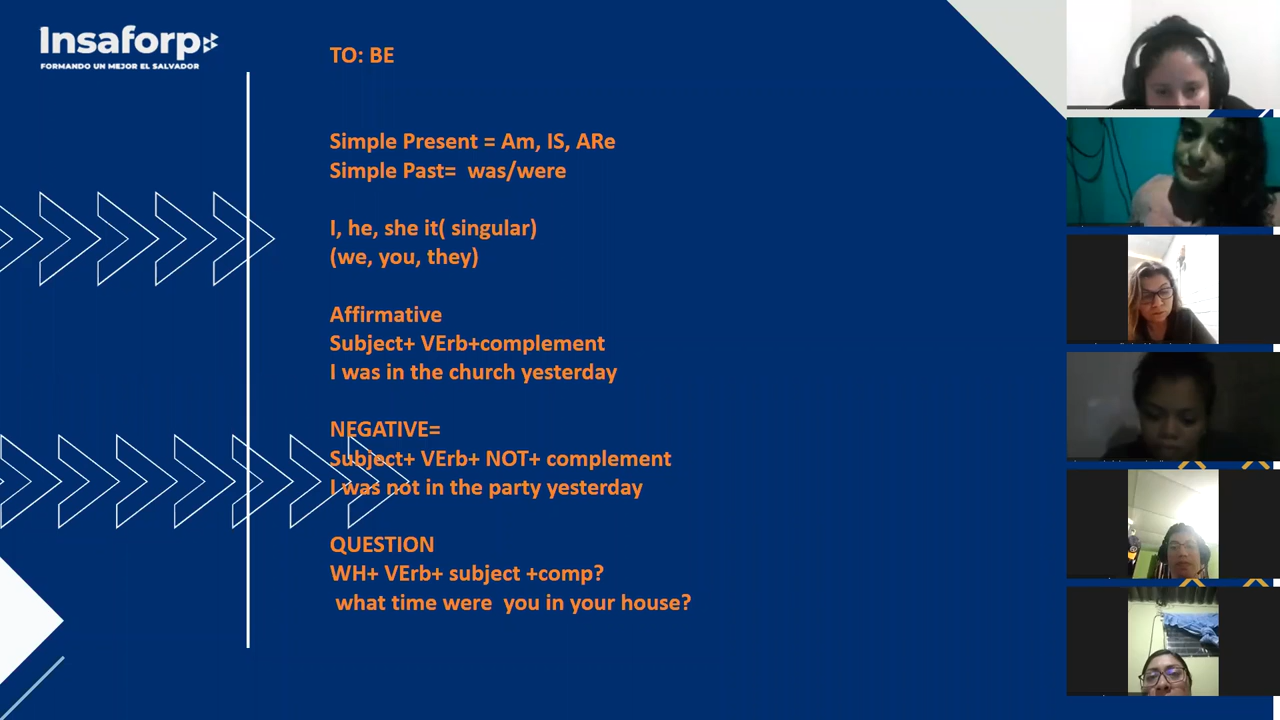 Insaforp
FORMANDO UN MEJOR EL SALVADOR
TO: BE
Simple Present = Am, IS, ARe
Simple Past= was/were
I, he, she it( singular)
(we, you, they)
Affirmative
Subject+ VErb+complement
I was in the church yesterday
NEGATIVE=
Subject+ VErb+ NOT+ complement
I was not in the party yesterday
QUESTION
WH+ VErb+ subject +comp?
what time were you in your house?